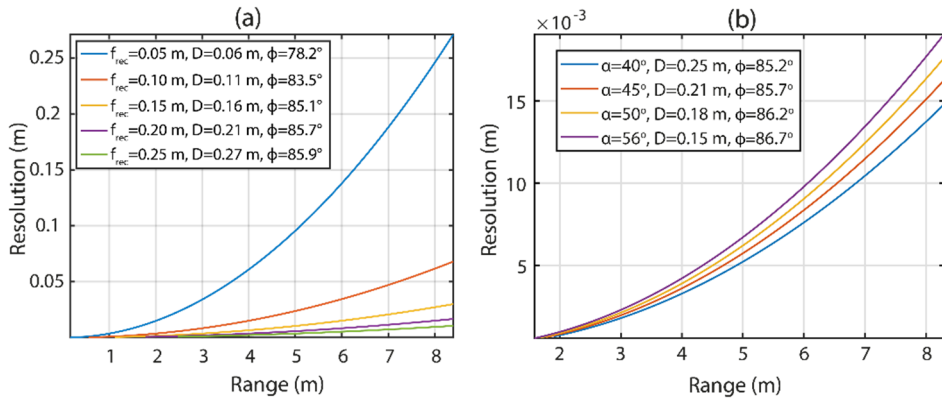 (a)
0.25
0.2
0.15
0.1
0.05
Resolution (m)
f_rec=0.05 m, D=0.06 m, ϕ=78.2°
f_rec=0.10 m, D=0.11 m, ϕ=83.5°
f_rec=0.15 m, D=0.16 m, ϕ=85.1°
f_rec=0.20 m, D=0.21 m, ϕ=85.7°
f_rec=0.25 m, D=0.27 m, ϕ=85.9°
1 2 3 4 5 6 7 8
Range (m)
(b)
×10⁻³
15
10
5
Resolution (m)
α=40°, D=0.25 m, ϕ=85.2°
α=45°, D=0.21 m, ϕ=85.7°
α=50°, D=0.18 m, ϕ=86.2°
α=56°, D=0.15 m, ϕ=86.7°
2 3 4 5 6 7 8
Range (m)